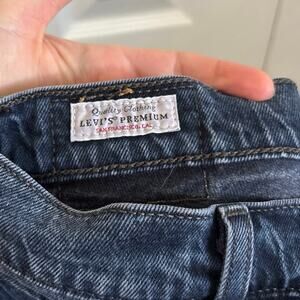 Quality Clothing
LEVI'S® PREMIUM
SAN FRANCISCO, CAL.